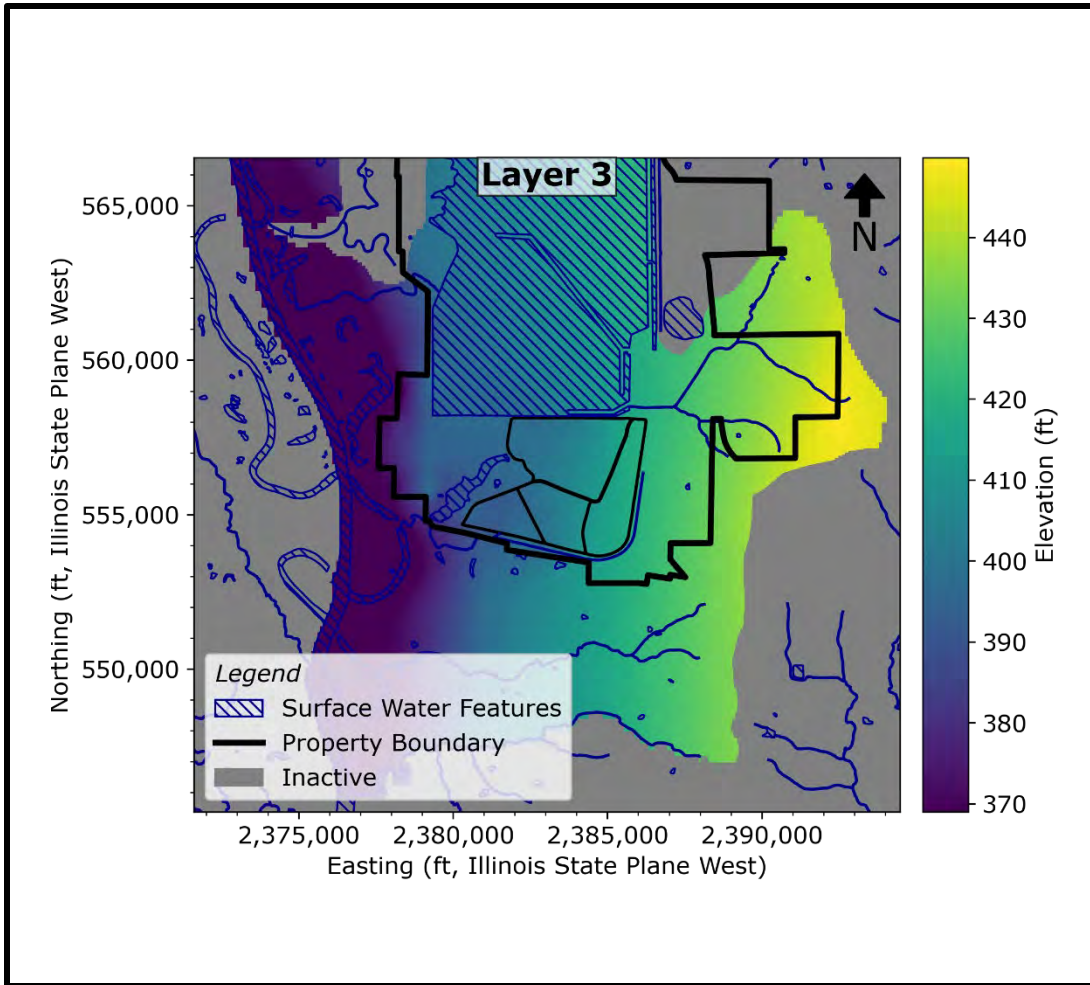 Layer 3
N
565,000
560,000
555,000
550,000
Northing (ft, Illinois State Plane West)
Legend
Surface Water Features
Property Boundary
Inactive
2,375,000
2,380,000
2,385,000
2,390,000
Easting (ft, Illinois State Plane West)
440
430
420
410
400
390
380
370
Elevation (ft)